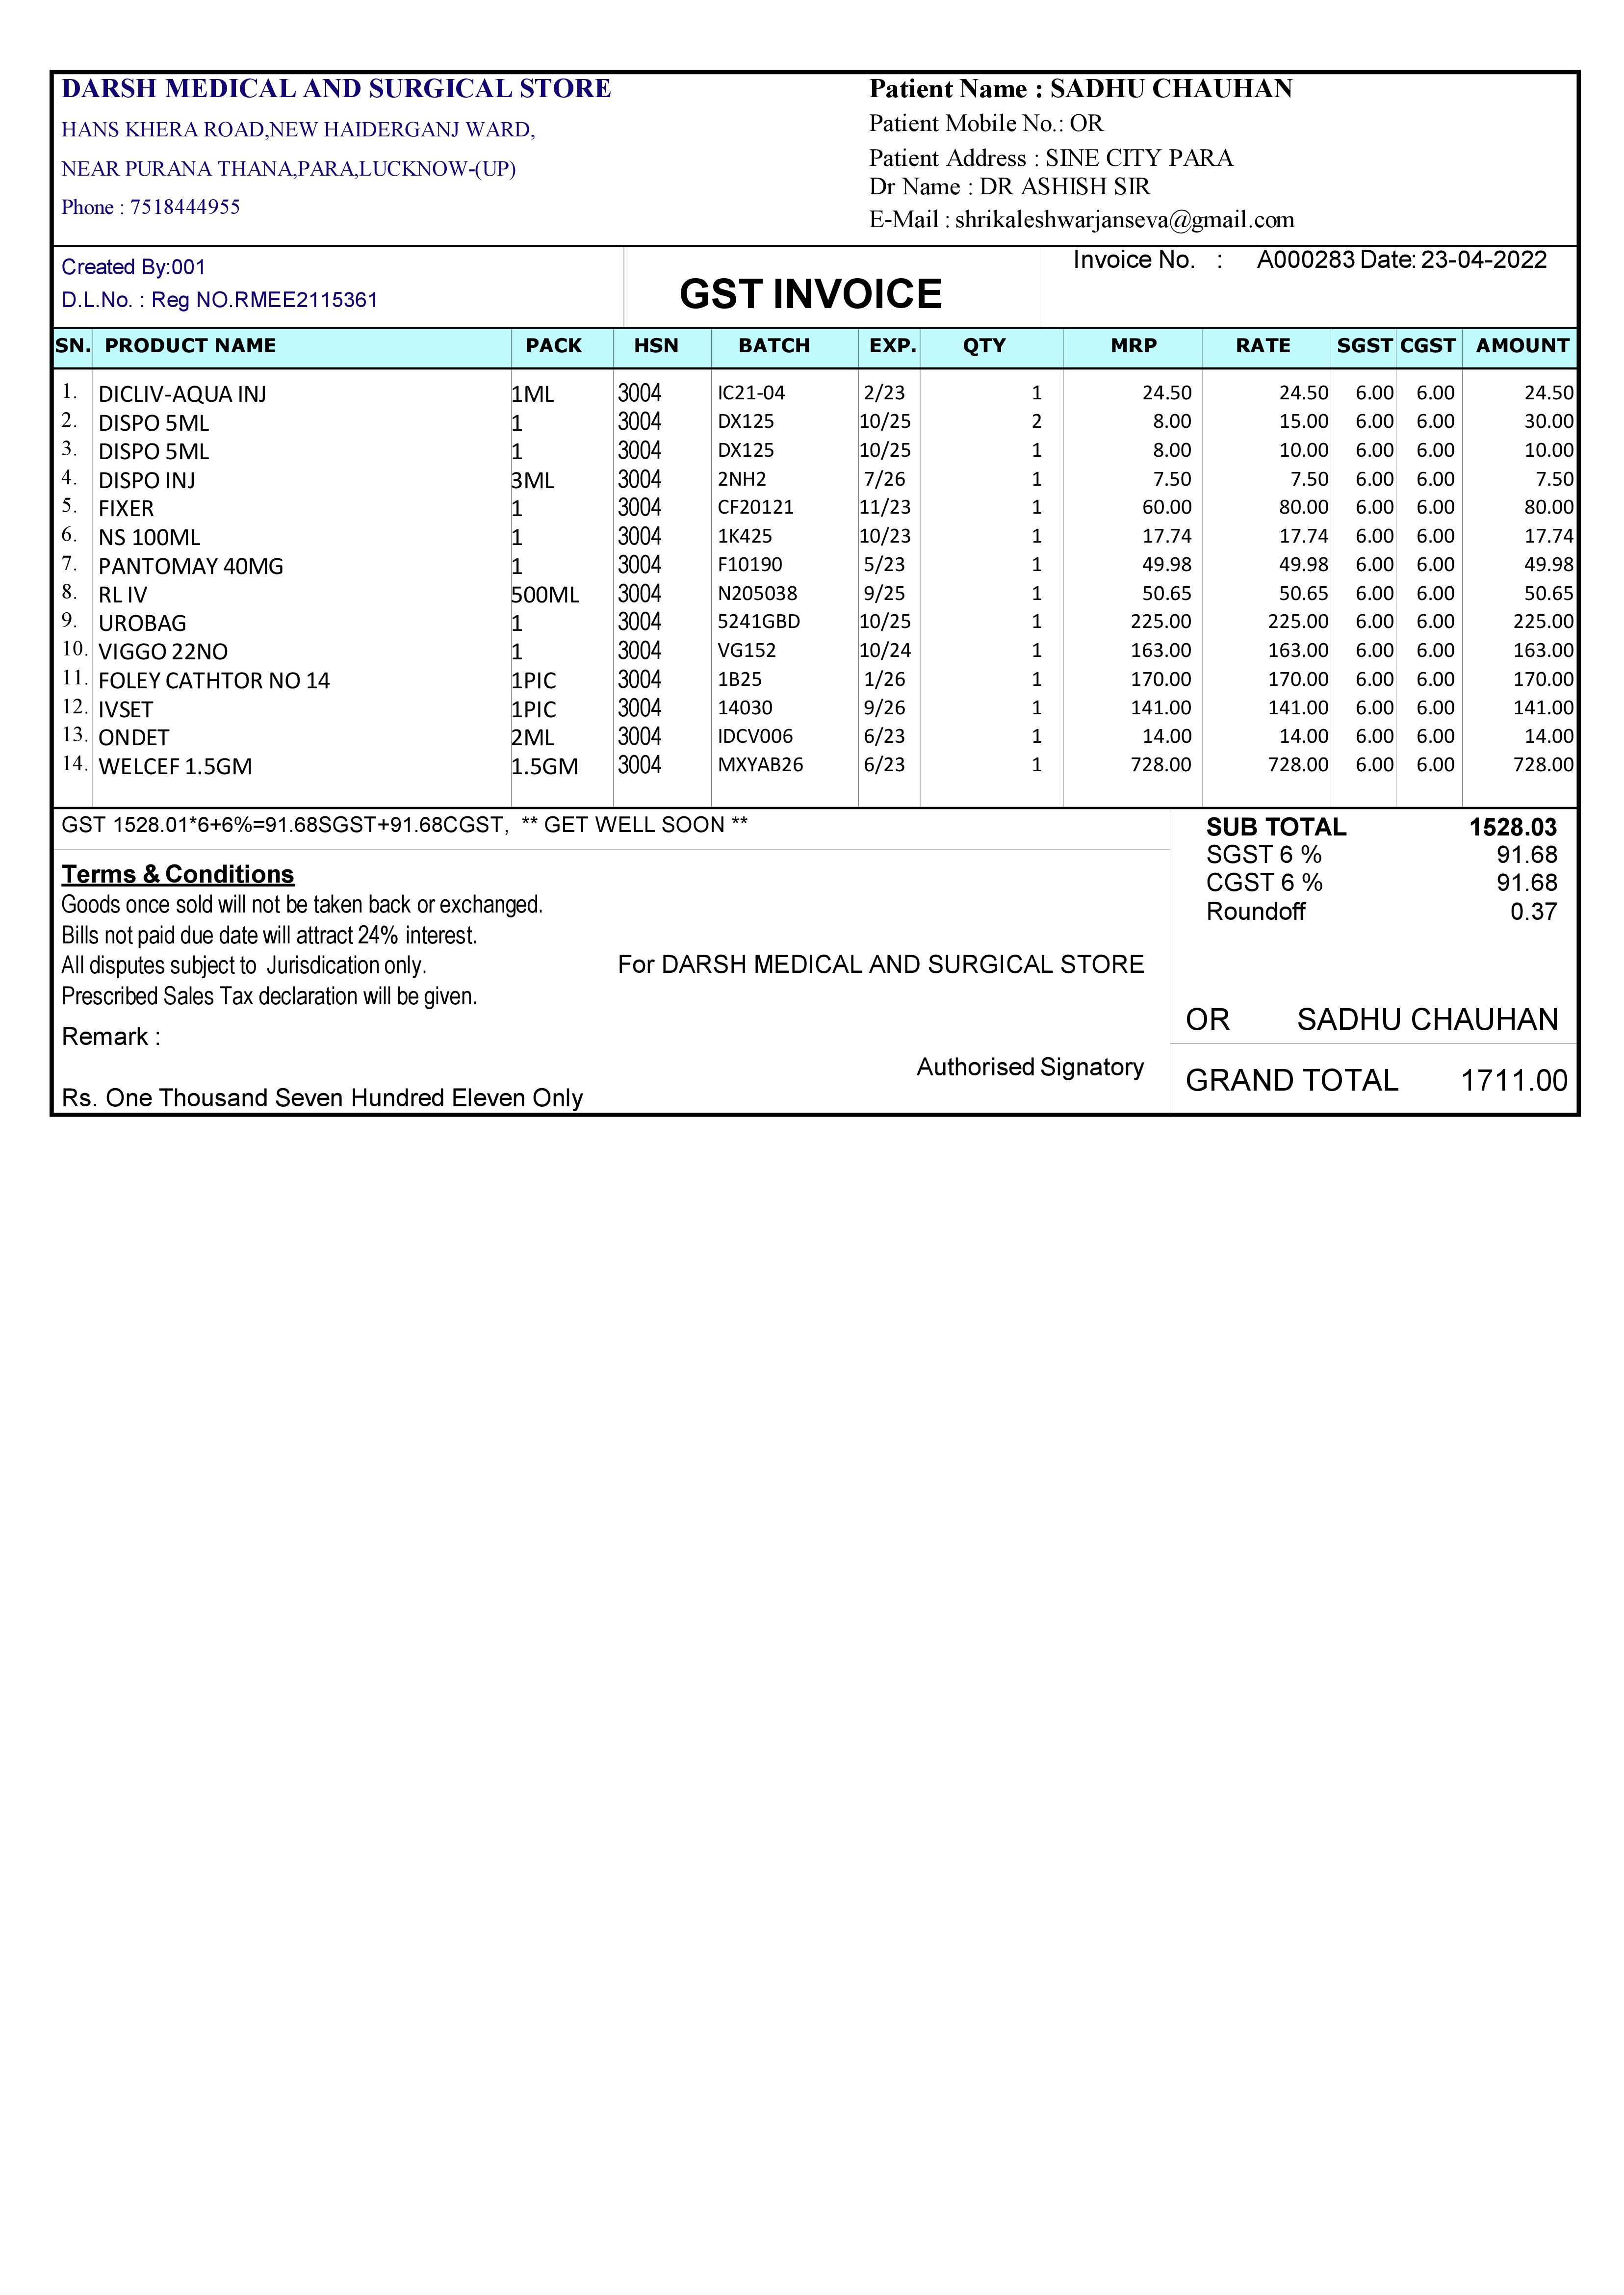 DARSH MEDICAL AND SURGICAL STORE
HANS KHERA ROAD,NEW HAIDERGANJ WARD,
NEAR PURANA THANA,PARA,LUCKNOW-(UP)
Phone : 7518444955
Patient Name : SADHU CHAUHAN
Patient Mobile No.: OR
Patient Address : SINE CITY PARA
Dr Name : DR ASHISH SIR
E-Mail : shrikaleshwarjanseva@gmail.com
Created By:001
D.L.No. : Reg NO.RMEE2115361
GST INVOICE
Invoice No. : A000283 Date: 23-04-2022
SN. PRODUCT NAME PACK HSN BATCH EXP. QTY MRP RATE SGST CGST AMOUNT
1. DICLIV-AQUA INJ 1ML 3004 IC21-04 2/23 1 24.50 24.50 6.00 6.00 24.50
2. DISPO 5ML 1 3004 DX125 10/25 2 8.00 15.00 6.00 6.00 30.00
3. DISPO 5ML 1 3004 DX125 10/25 1 8.00 10.00 6.00 6.00 10.00
4. DISPO INJ 3ML 3004 2NH2 7/26 1 7.50 7.50 6.00 6.00 7.50
5. FIXER 1 3004 CF20121 11/23 1 60.00 80.00 6.00 6.00 80.00
6. NS 100ML 1 3004 1K425 10/23 1 17.74 17.74 6.00 6.00 17.74
7. PANTOMAY 40MG 1 3004 F10190 5/23 1 49.98 49.98 6.00 6.00 49.98
8. RL IV 500ML 3004 N205038 9/25 1 50.65 50.65 6.00 6.00 50.65
9. UROBAG 1 3004 5241GBD 10/25 1 225.00 225.00 6.00 6.00 225.00
10. VIGGO 22NO 1 3004 VG152 10/24 1 163.00 163.00 6.00 6.00 163.00
11. FOLEY CATHTOR NO 14 1PIC 3004 1B25 1/26 1 170.00 170.00 6.00 6.00 170.00
12. IVSET 1PIC 3004 14030 9/26 1 141.00 141.00 6.00 6.00 141.00
13. ONDET 2ML 3004 IDCV006 6/23 1 14.00 14.00 6.00 6.00 14.00
14. WELCEF 1.5GM 1.5GM 3004 MXYAB26 6/23 1 728.00 728.00 6.00 6.00 728.00
GST 1528.01*6+6%=91.68SGST+91.68CGST, ** GET WELL SOON **
SUB TOTAL 1528.03
SGST 6 % 91.68
CGST 6 % 91.68
Roundoff 0.37
Terms & Conditions
Goods once sold will not be taken back or exchanged.
Bills not paid due date will attract 24% interest.
All disputes subject to Jurisdication only.
Prescribed Sales Tax declaration will be given.
For DARSH MEDICAL AND SURGICAL STORE
Remark :
OR SADHU CHAUHAN
Authorised Signatory
GRAND TOTAL 1711.00
Rs. One Thousand Seven Hundred Eleven Only